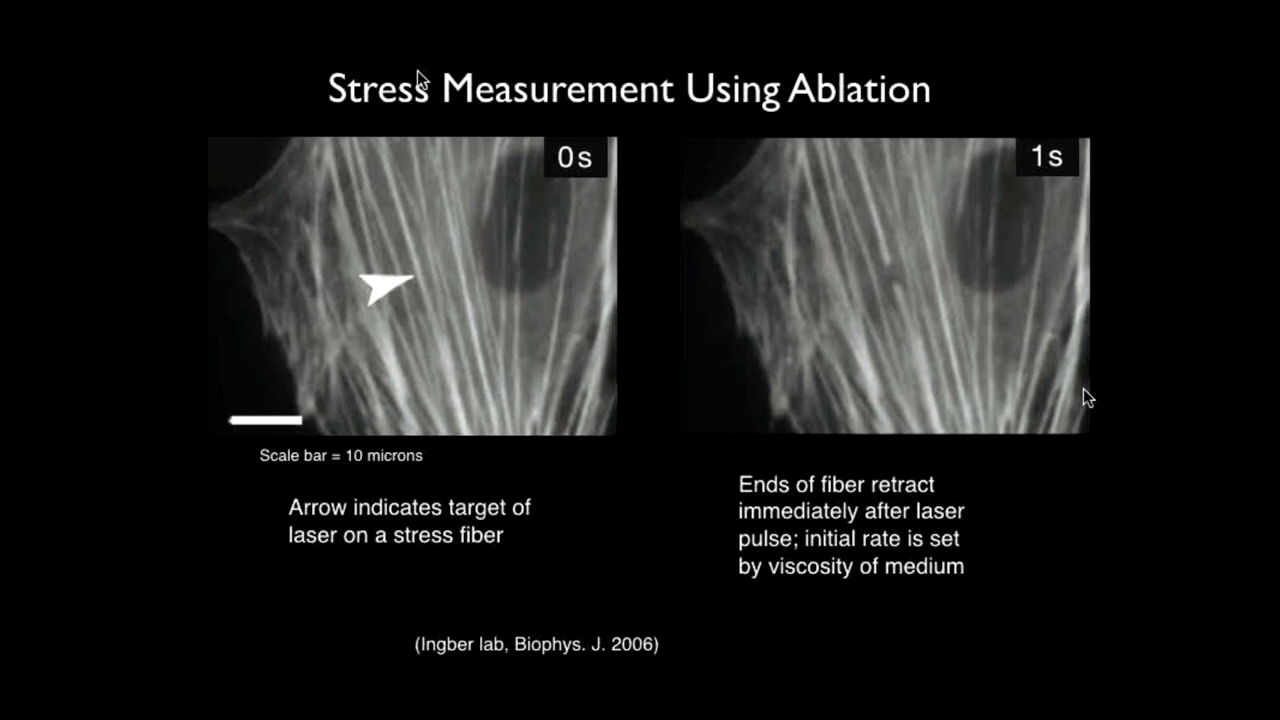 Stress Measurement Using Ablation
0s
1s
Scale bar = 10 microns
Arrow indicates target of
laser on a stress fiber
Ends of fiber retract
immediately after laser
pulse; initial rate is set
by viscosity of medium
(Ingber lab, Biophys. J. 2006)